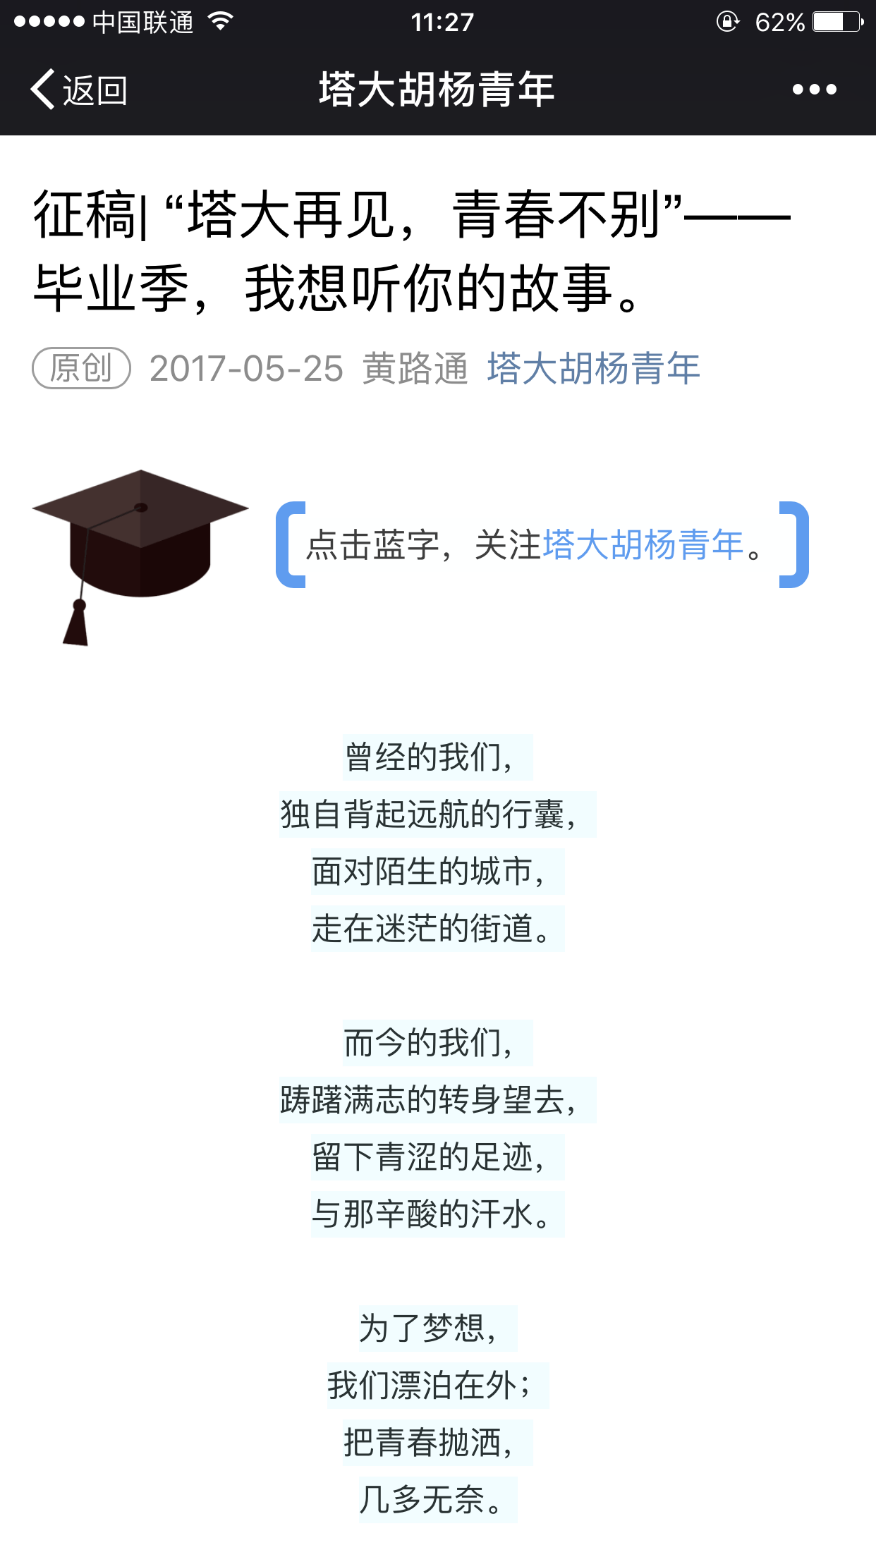 中国联通 11:27 62%
返回 塔大胡杨青年
征稿| “塔大再见，青春不别”——
毕业季，我想听你的故事。
原创 2017-05-25 黄路通 塔大胡杨青年
点击蓝字，关注塔大胡杨青年。
曾经的我们，
独自背起远航的行囊，
面对陌生的城市，
走在迷茫的街道。
而今的我们，
踌躇满志的转身望去，
留下青涩的足迹，
与那辛酸的汗水。
为了梦想，
我们漂泊在外；
把青春抛洒，
几多无奈。